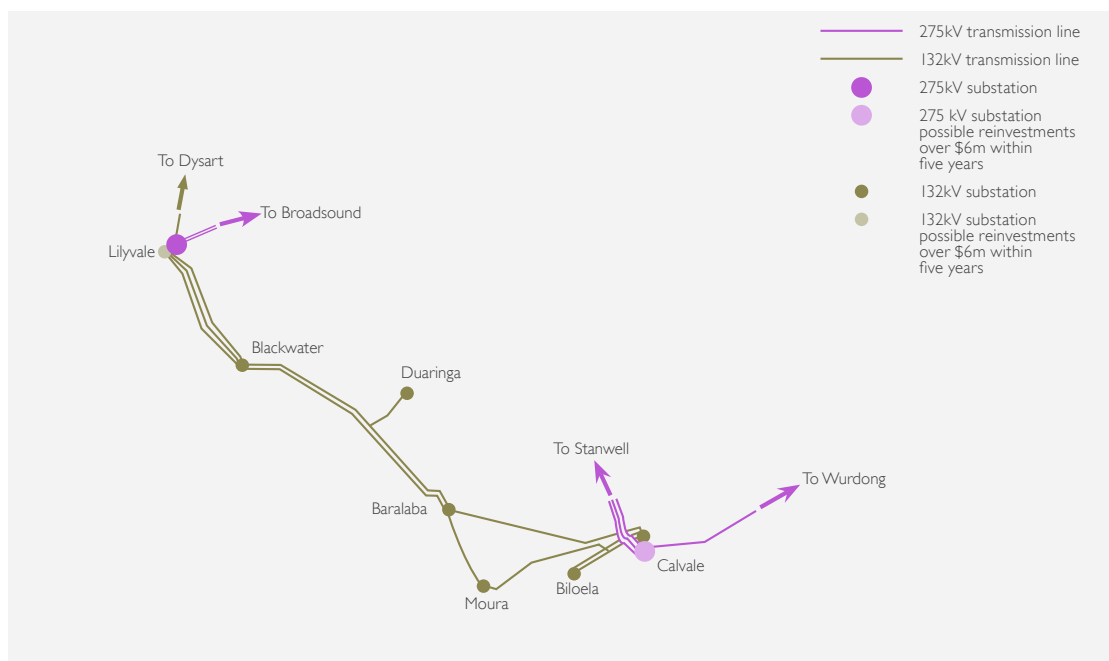 275kV transmission line
132kV transmission line
275kV substation
275 kV substation
possible reinvestments
over $6m within
five years
132kV substation
132kV substation
possible reinvestments
over $6m within
five years
To Dysart
To Broadsound
Lilyvale
Blackwater
Duaringa
To Stanwell
To Wurdong
Baralaba
Calvale
Biloela
Moura